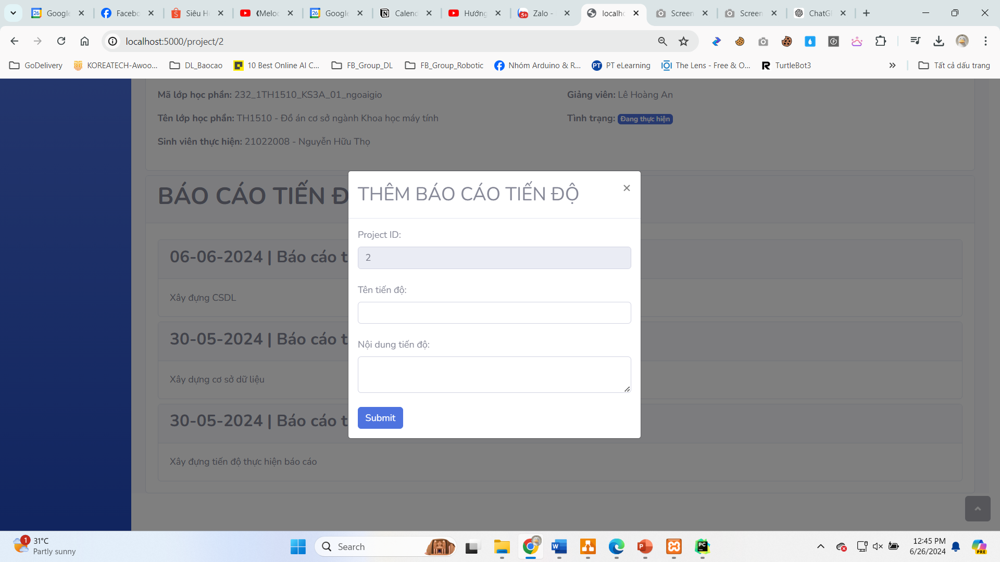 Google
Facebo
Siêu H
《Meloc
Google
Calend
Hướng
Zalo -
localhc
Screen
Screen
ChatG
localhost:5000/project/2
GoDelivery
KOREATECH-Awoo...
DL_Baocao
10 Best Online AI C...
FB_Group_DL
FB_Group_Robotic
Nhóm Arduino & R...
PT eLearning
The Lens - Free & O...
TurtleBot3
Tất cả dấu trang
Mã lớp học phần: 232_1TH1510_KS3A_01_ngoaigio
Giảng viên: Lê Hoàng An
Tên lớp học phần: TH1510 - Đồ án cơ sở ngành Khoa học máy tính
Tình trạng: Đang thực hiện
Sinh viên thực hiện: 21022008 - Nguyễn Hữu Thọ
BÁO CÁO TIẾN Đ
THÊM BÁO CÁO TIẾN ĐỘ
Project ID:
2
06-06-2024 | Báo cáo t
Tên tiến độ:
Xây đựng CSDL
30-05-2024 | Báo cáo t
Nội dung tiến độ:
Xây dựng cơ sở dữ liệu
Submit
30-05-2024 | Báo cáo t
Xây đựng tiến độ thực hiện báo cáo
1
31°C
Partly sunny
Search
12:45 PM
6/26/2024